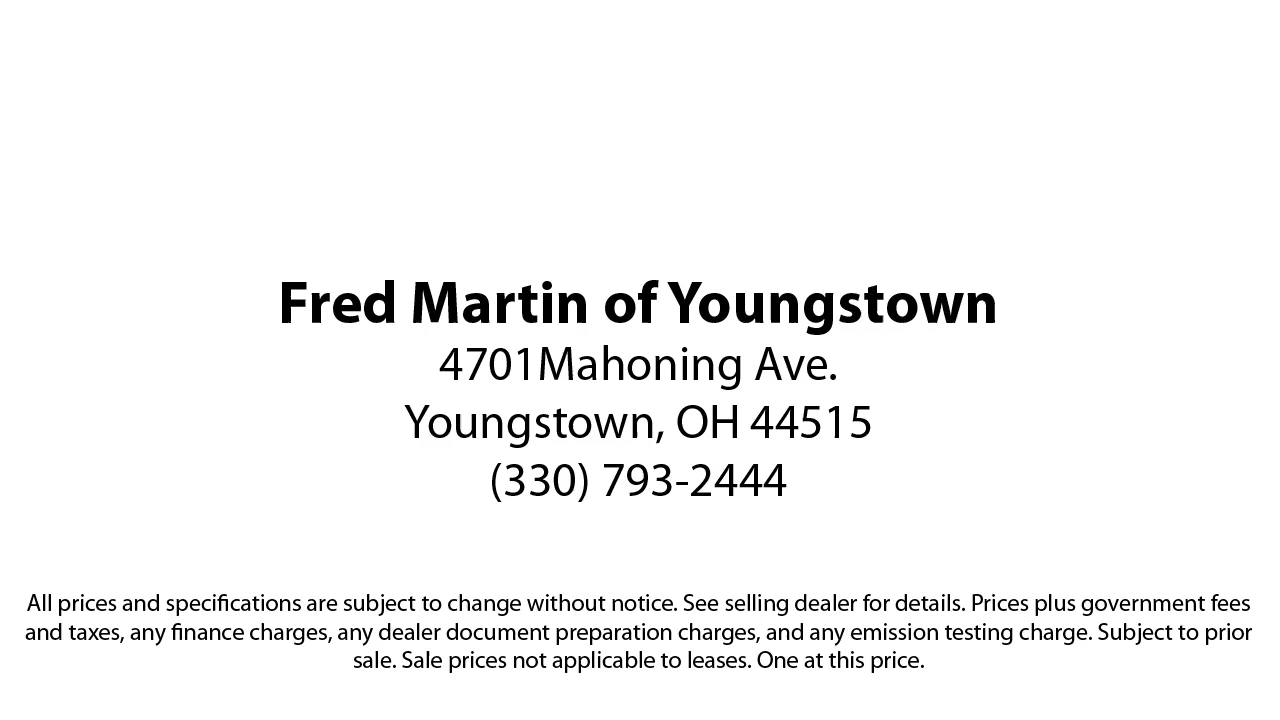 Fred Martin of Youngstown
4701Mahoning Ave.
Youngstown, OH 44515
(330) 793-2444
All prices and specifications are subject to change without notice. See selling dealer for details. Prices plus government fees
and taxes, any finance charges, any dealer document preparation charges, and any emission testing charge. Subject to prior
sale. Sale prices not applicable to leases. One at this price.